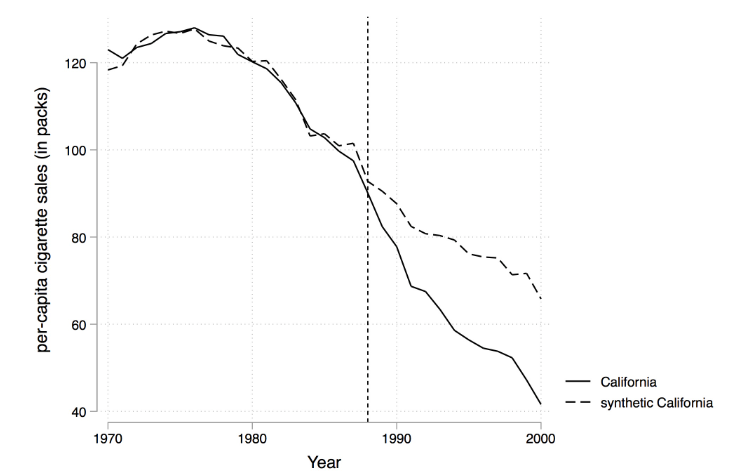 per-capita cigarette sales (in packs)
120
100
80
60
40
1970
1980
1990
2000
Year
California
synthetic California